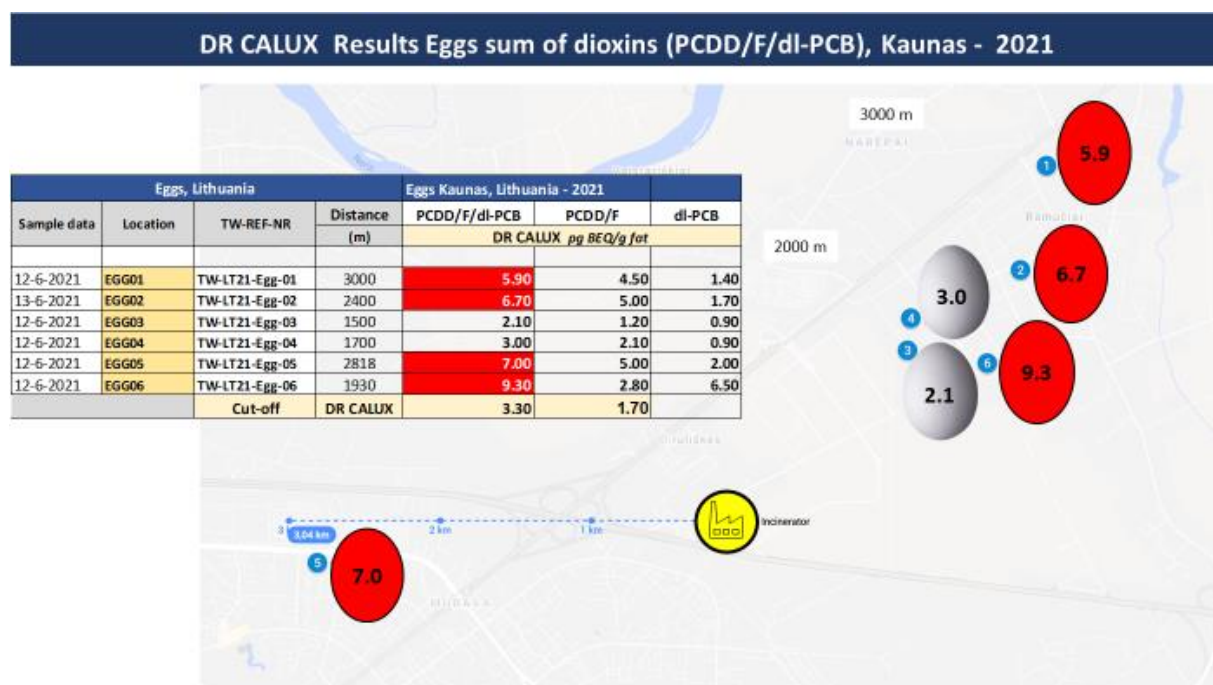 DR CALUX Results Eggs sum of dioxins (PCDD/F/dl-PCB), Kaunas - 2021
3000 m
5.9
1
Eggs, Lithuania Eggs Kaunas, Lithuania - 2021
Sample data Location TW-REF-NR Distance PCDD/F/dl-PCB PCDD/F dl-PCB
(m) DR CALUX pg BEQ/g fat
12-6-2021 EGG01 TW-LT21-Egg-01 3000 5.90 4.50 1.40
13-6-2021 EGG02 TW-LT21-Egg-02 2400 6.70 5.00 1.70
12-6-2021 EGG03 TW-LT21-Egg-03 1500 2.10 1.20 0.90
12-6-2021 EGG04 TW-LT21-Egg-04 1700 3.00 2.10 0.90
12-6-2021 EGG05 TW-LT21-Egg-05 2818 7.00 5.00 2.00
12-6-2021 EGG06 TW-LT21-Egg-06 1930 9.30 2.80 6.50
Cut-off DR CALUX 3.30 1.70
2000 m
2
6.7
3.0
4
3
6
9.3
2.1
3
3,04 km
2 km
1 km
Incinerator
5
7.0